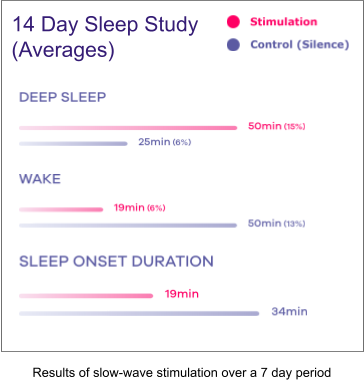 14 Day Sleep Study
(Averages)
Stimulation
Control (Silence)
DEEP SLEEP
50min (15%)
25min (6%)
WAKE
19min (6%)
50min (13%)
SLEEP ONSET DURATION
19min
34min
Results of slow-wave stimulation over a 7 day period